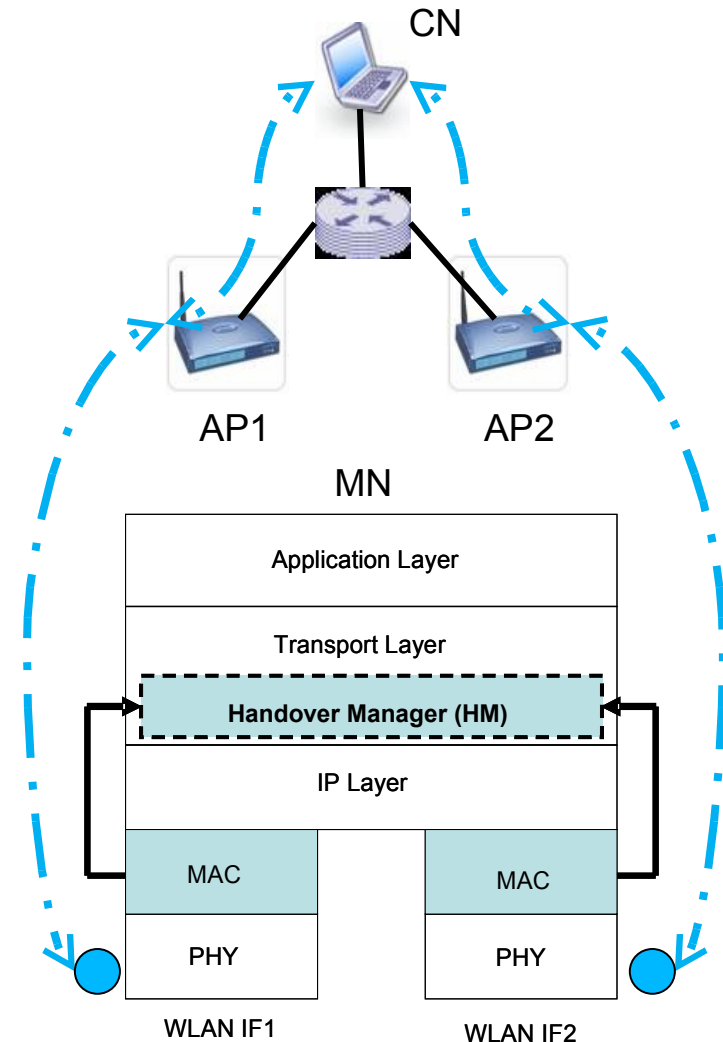 CN
AP1
AP2
MN
Application Layer
Transport Layer
Handover Manager (HM)
IP Layer
MAC
MAC
PHY
PHY
WLAN IF1
WLAN IF2